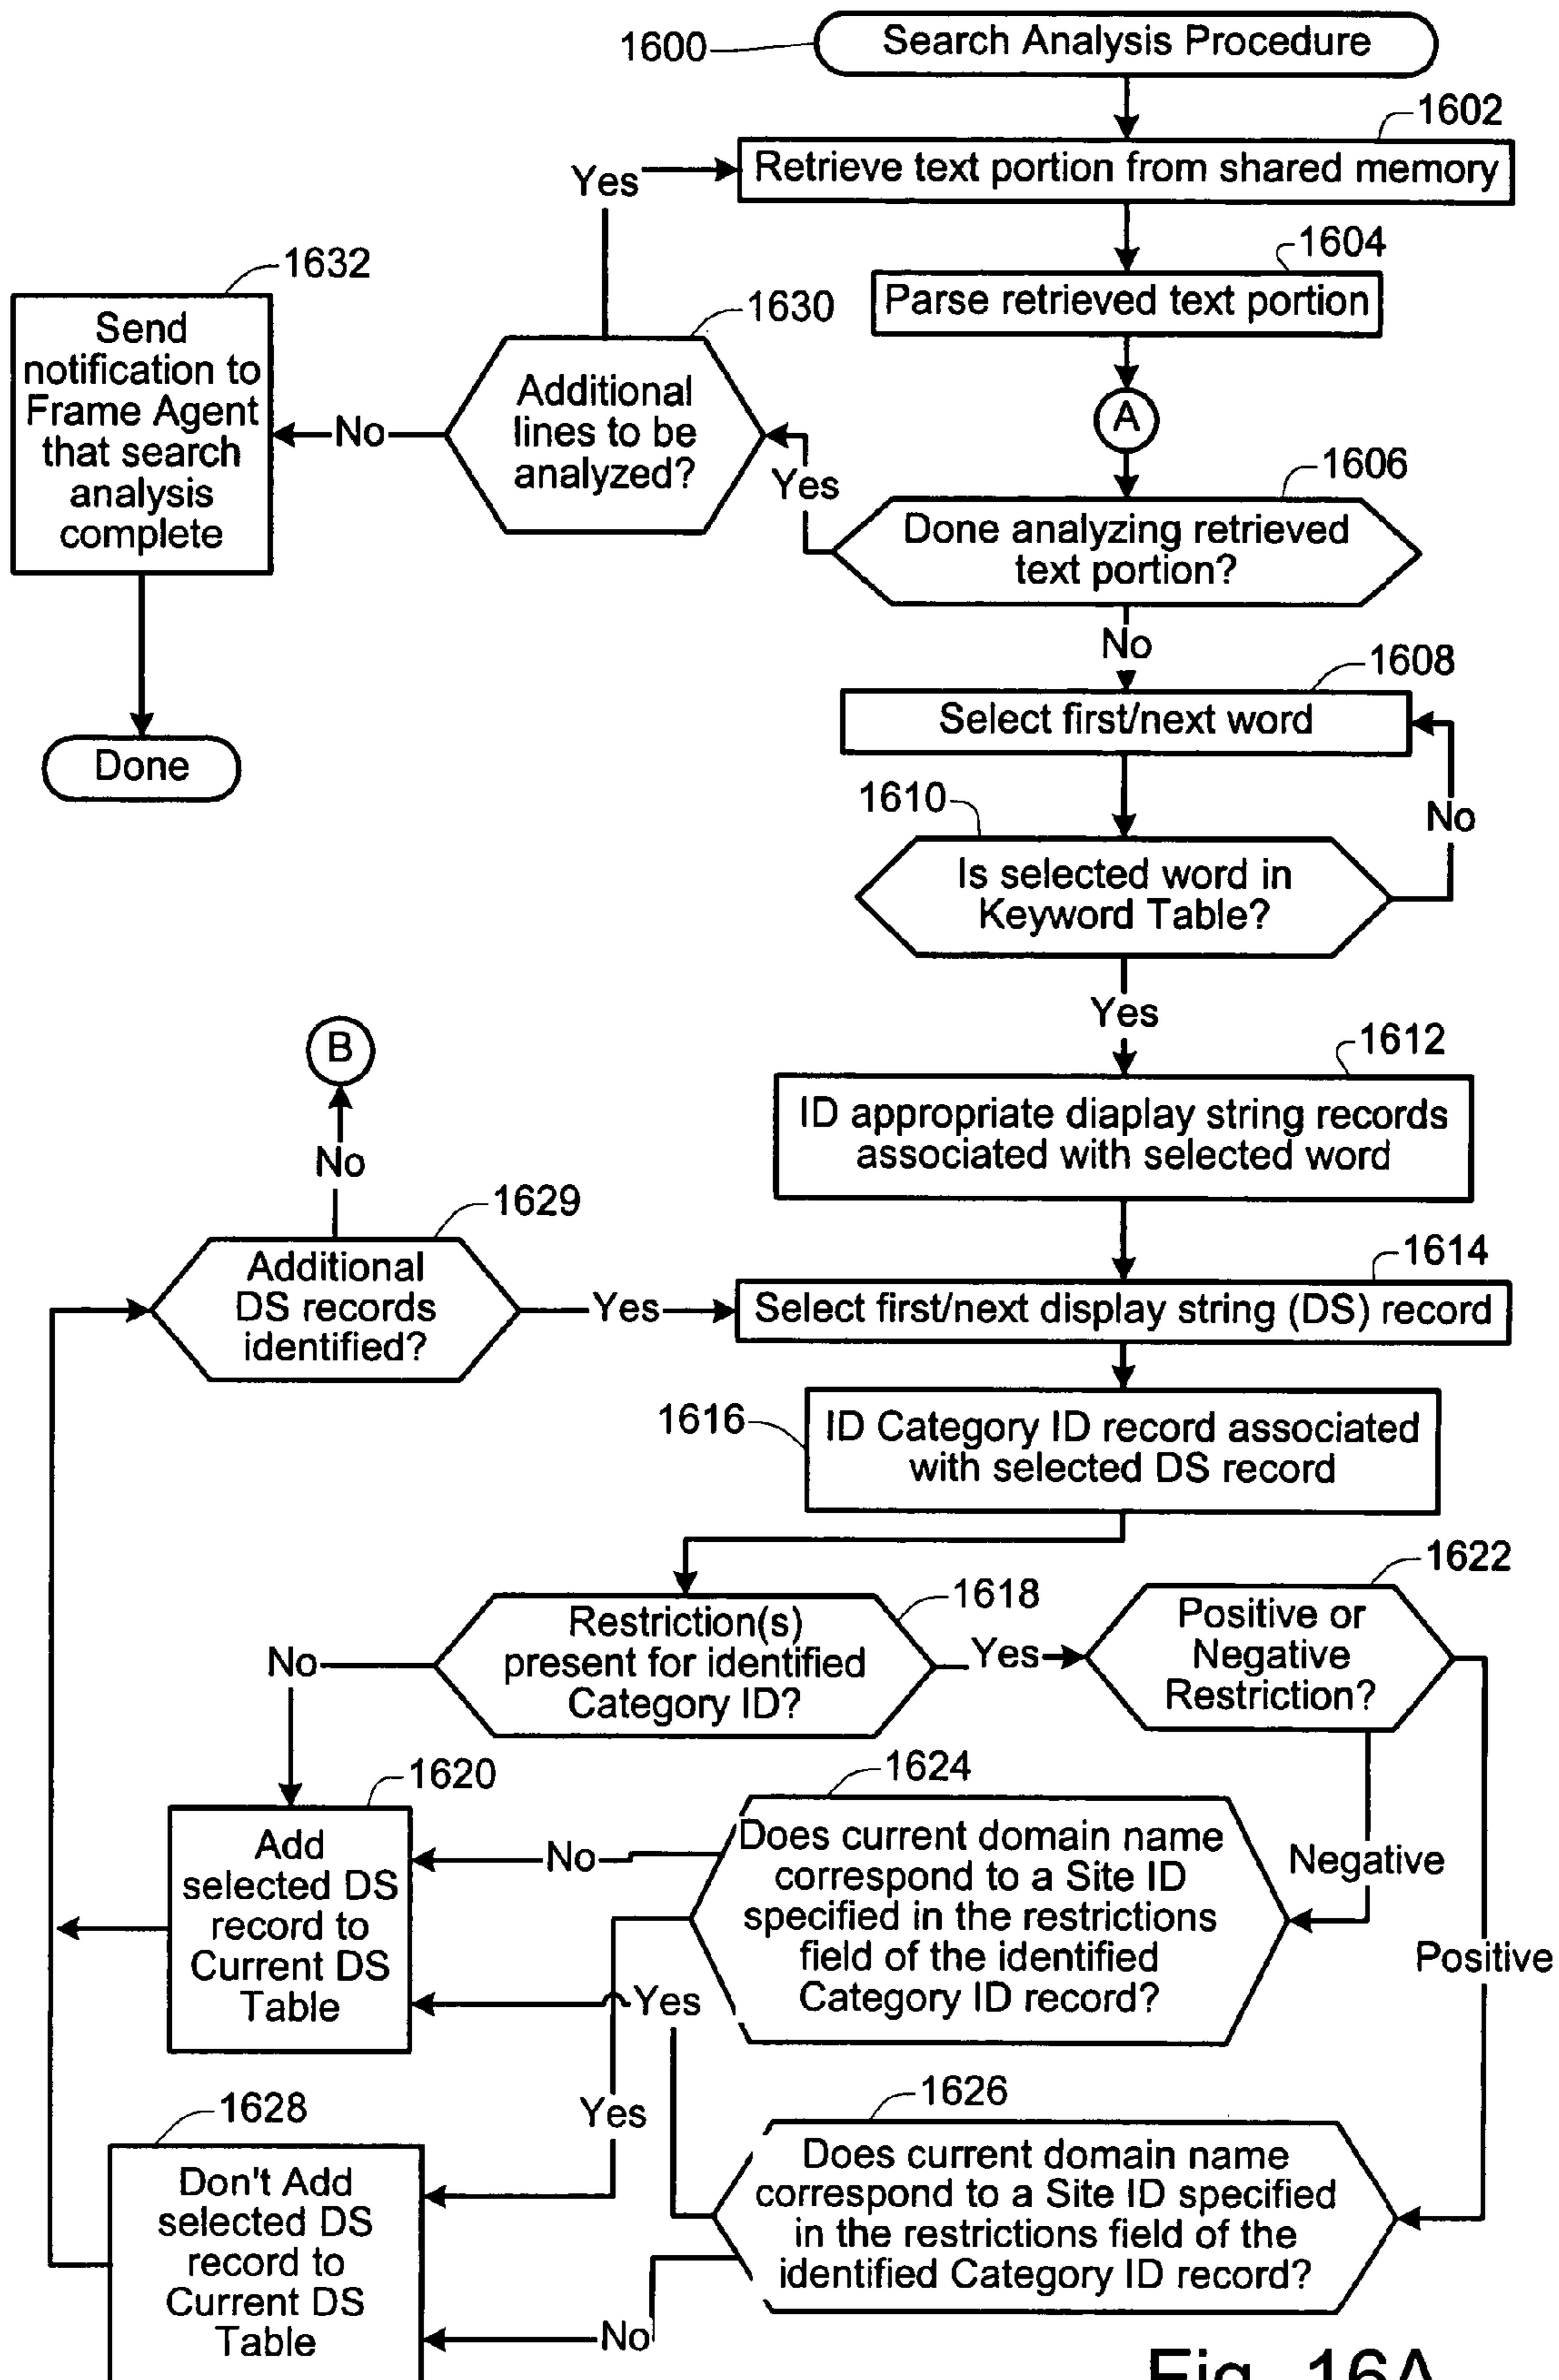 1600
Search Analysis Procedure
1602
Retrieve text portion from shared memory
Yes
1604
Parse retrieved text portion
1632
Send
notification to
Frame Agent
that search
analysis
complete
1630
Additional
lines to be
analyzed?
No
Yes
A
1606
Done analyzing retrieved
text portion?
No
1608
Select first/next word
Done
1610
No
Is selected word in
Keyword Table?
Yes
B
1612
ID appropriate diaplay string records
associated with selected word
No
1629
Additional
DS records
identified?
Yes
1614
Select first/next display string (DS) record
1616
ID Category ID record associated
with selected DS record
1618
Restriction(s)
present for identified
Category ID?
No
Yes
1622
Positive or
Negative
Restriction?
1620
Add
selected DS
record to
Current DS
Table
1624
Does current domain name
correspond to a Site ID
specified in the restrictions
field of the identified
Category ID record?
No
Negative
Yes
Positive
Yes
1628
Don't Add
selected DS
record to
Current DS
Table
1626
Does current domain name
correspond to a Site ID specified
in the restrictions field of the
identified Category ID record?
No
Fig. 16A